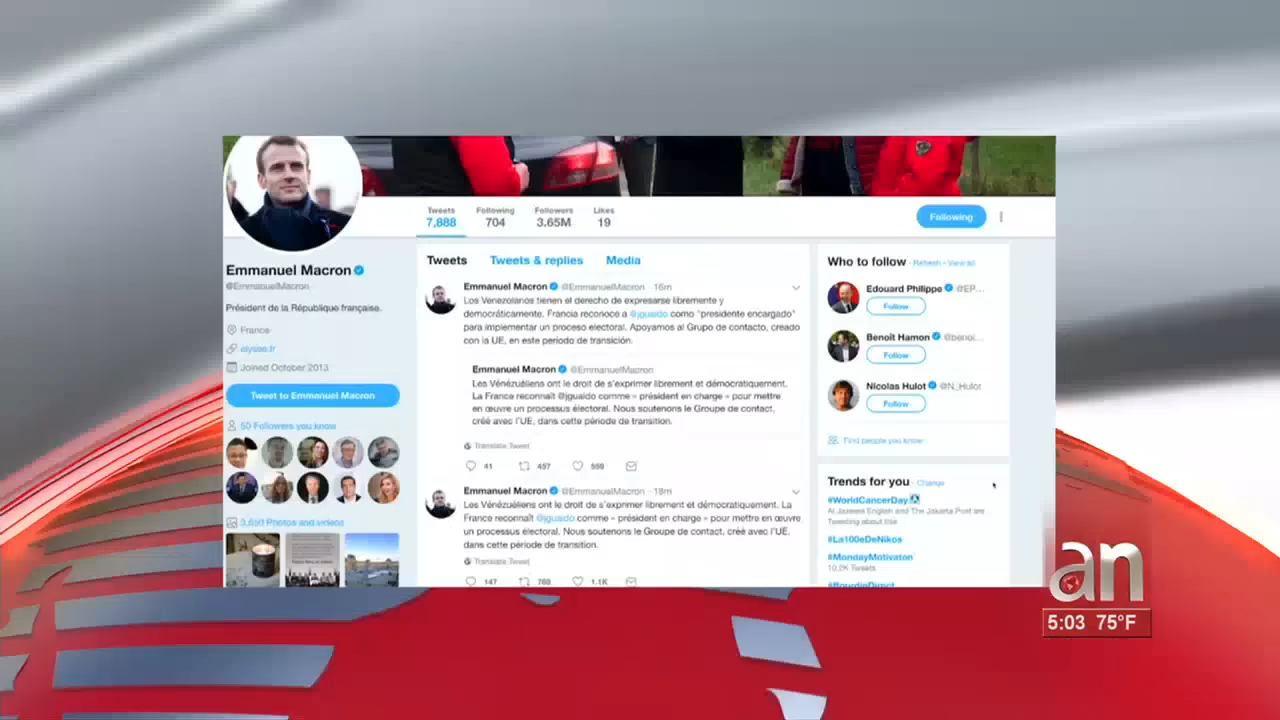 Tweets Following Followers Likes
7,888 704 3.65M 19
Following
Emmanuel Macron
@EmmanuelMacron
Président de la République française.
France
elysee.fr
Joined October 2013
Tweet to Emmanuel Macron
50 Followers you know
3,650 Photos and videos
Tweets Tweets & replies Media
Emmanuel Macron @EmmanuelMacron · 16m
Los Venezolanos tienen el derecho de expresarse libremente y
democráticamente. Francia reconoce a @jguaido como "presidente encargado"
para implementar un proceso electoral. Apoyamos al Grupo de contacto, creado
con la UE, en este periodo de transición.
Emmanuel Macron @EmmanuelMacron
Les Vénézuéliens ont le droit de s'exprimer librement et démocratiquement.
La France reconnaît @jguaido comme « président en charge » pour mettre
en œuvre un processus électoral. Nous soutenons le Groupe de contact,
créé avec l'UE, dans cette période de transition.
Translate Tweet
41 457 559
Emmanuel Macron @EmmanuelMacron · 18m
Les Vénézuéliens ont le droit de s'exprimer librement et démocratiquement. La
France reconnaît @jguaido comme « président en charge » pour mettre en œuvre
un processus électoral. Nous soutenons le Groupe de contact, créé avec l'UE,
dans cette période de transition.
Translate Tweet
147 788 1.1K
Who to follow · Refresh · View all
Edouard Philippe @EP...
Follow
Benoît Hamon @benoi...
Follow
Nicolas Hulot @N_Hulot
Follow
Find people you know
Trends for you · Change
#WorldCancerDay
Al Jazeera English and The Jakarta Post are
Tweeting about this
#La100eDeNikos
#MondayMotivaton
10.2K Tweets
#BourdinDirect
an
5:03 75°F